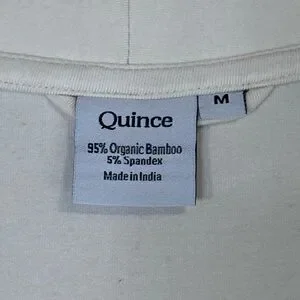 Quince
M
95% Organic Bamboo
5% Spandex
Made in India